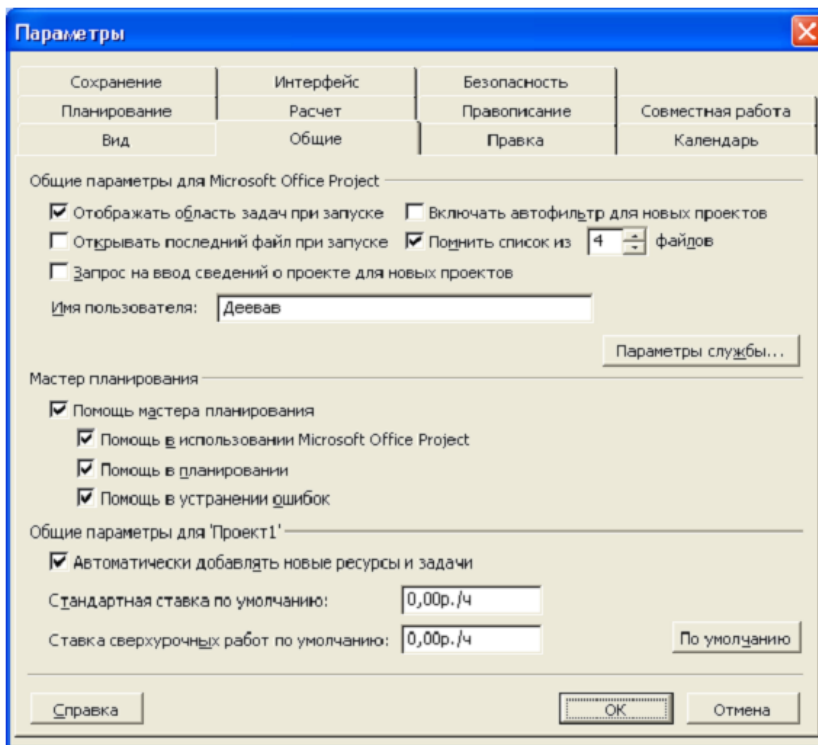 Параметры
Сохранение Интерфейс Безопасность
Планирование Расчет Правописание Совместная работа
Вид Общие Правка Календарь
Общие параметры для Microsoft Office Project
Отображать область задач при запуске Включать автофильтр для новых проектов
Открывать последний файл при запуске Помнить список из 4 файлов
Запрос на ввод сведений о проекте для новых проектов
Имя пользователя: Деевав
Параметры службы...
Мастер планирования
Помощь мастера планирования
Помощь в использовании Microsoft Office Project
Помощь в планировании
Помощь в устранении ошибок
Общие параметры для 'Проект1'
Автоматически добавлять новые ресурсы и задачи
Стандартная ставка по умолчанию: 0,00р./ч
Ставка сверхурочных работ по умолчанию: 0,00р./ч По умолчанию
Справка ОК Отмена